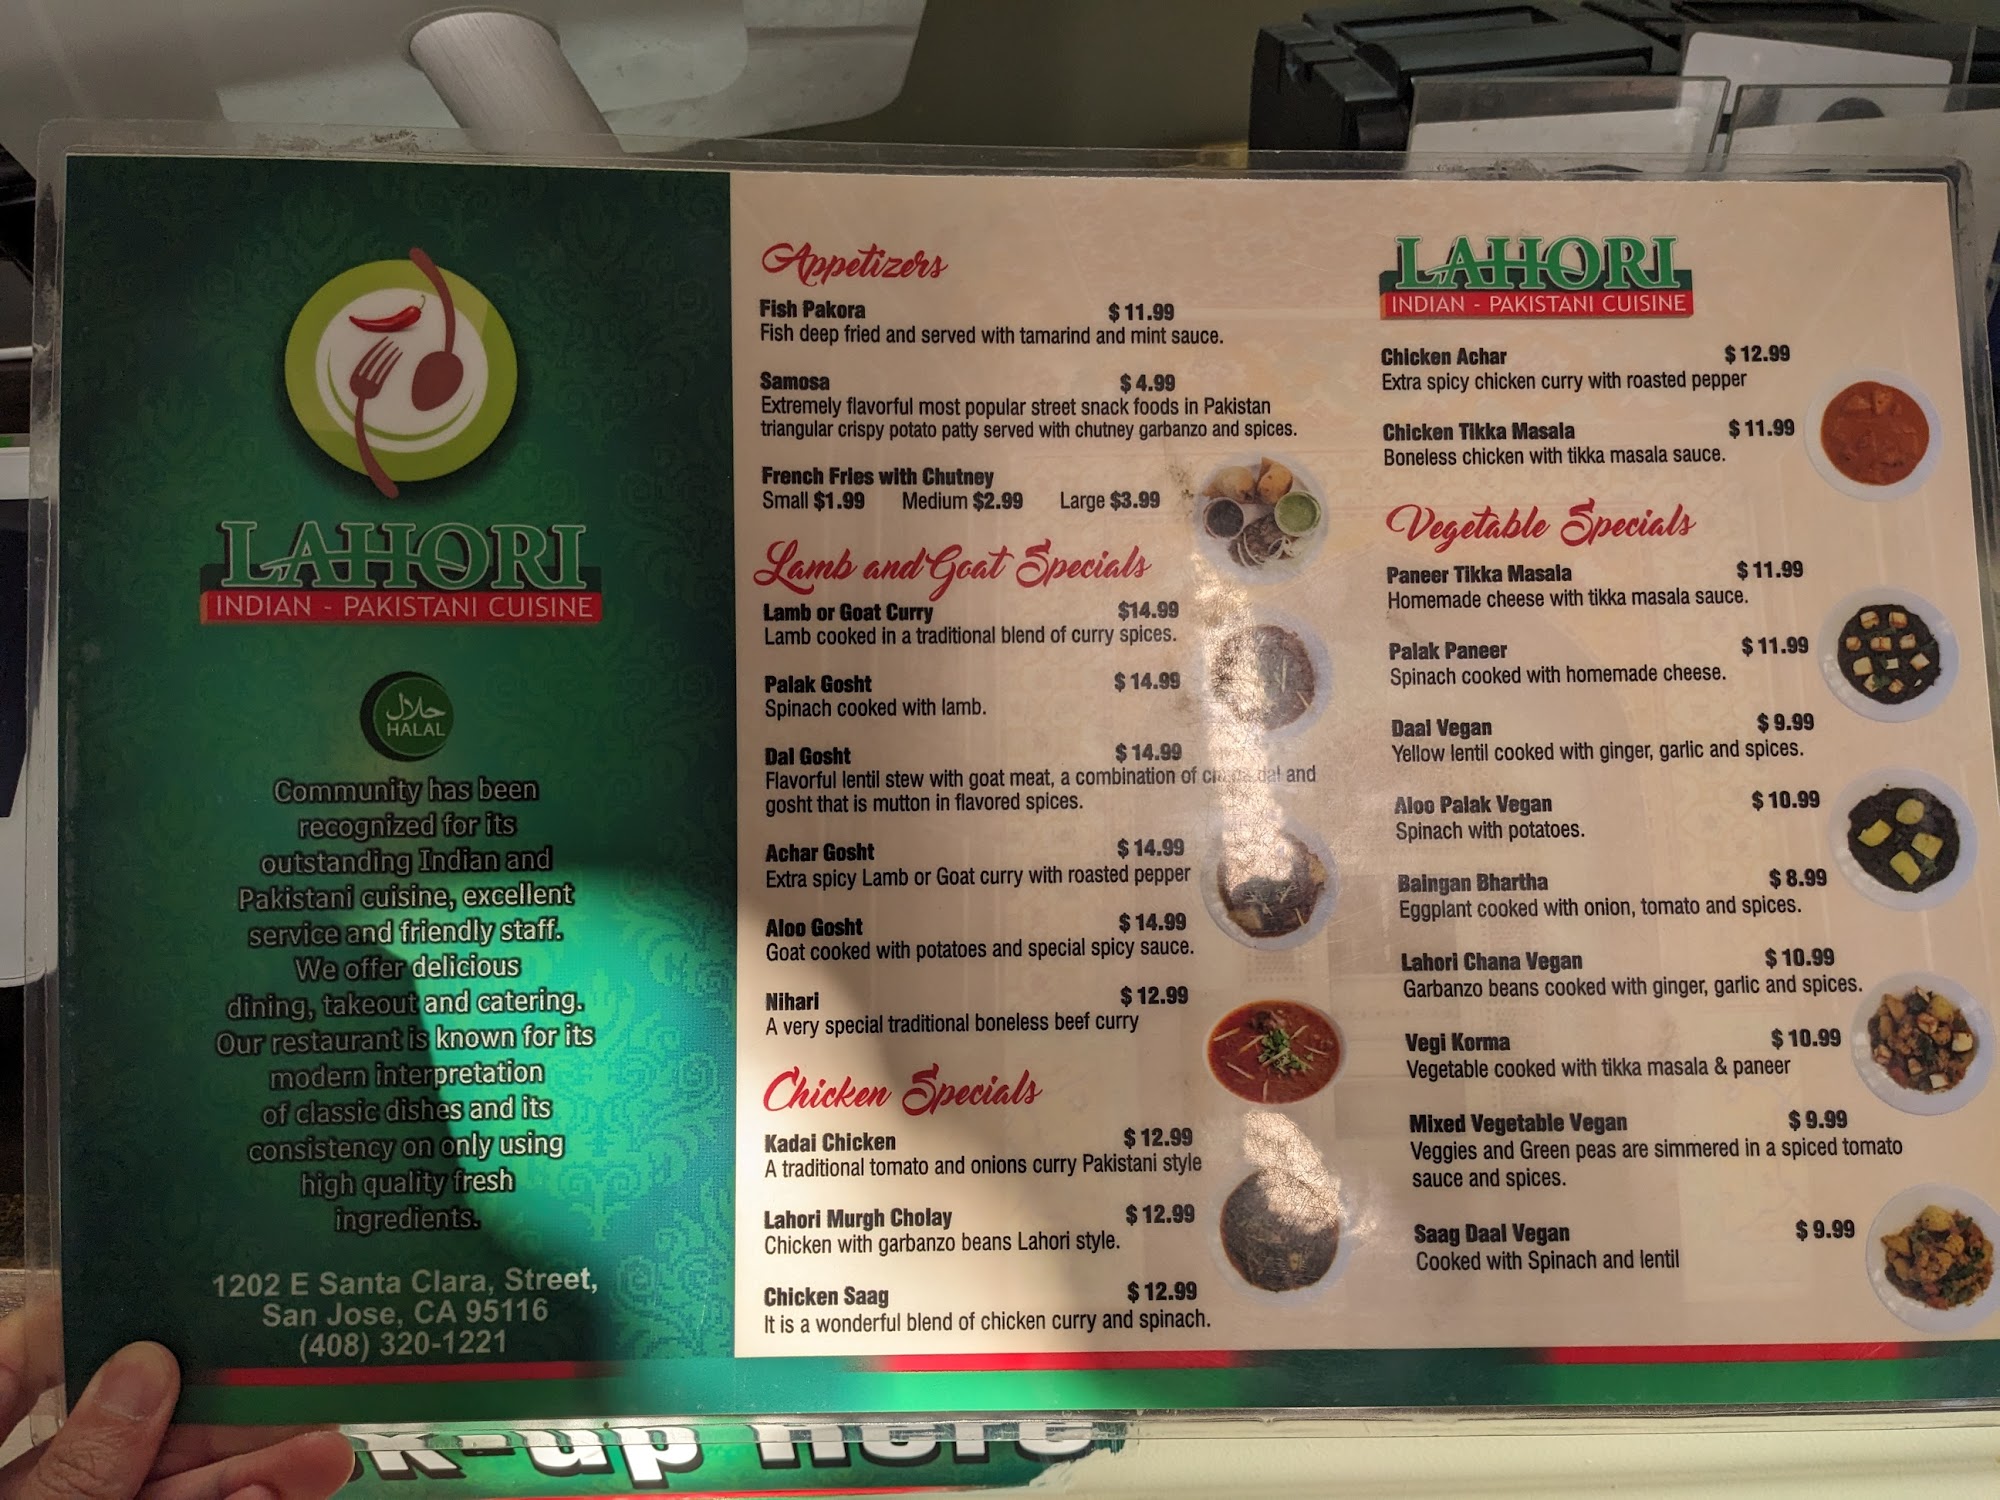 LAHORI
INDIAN - PAKISTANI CUISINE
حلال
HALAL
Community has been
recognized for its
outstanding Indian and
Pakistani cuisine, excellent
service and friendly staff.
We offer delicious
dining, takeout and catering.
Our restaurant is known for its
modern interpretation
of classic dishes and its
consistency on only using
high quality fresh
ingredients.
1202 E Santa Clara, Street,
San Jose, CA 95116
(408) 320-1221
Appetizers
Fish Pakora $ 11.99
Fish deep fried and served with tamarind and mint sauce.
Samosa $ 4.99
Extremely flavorful most popular street snack foods in Pakistan
triangular crispy potato patty served with chutney garbanzo and spices.
French Fries with Chutney
Small $1.99 Medium $2.99 Large $3.99
Lamb and Goat Specials
Lamb or Goat Curry $14.99
Lamb cooked in a traditional blend of curry spices.
Palak Gosht $ 14.99
Spinach cooked with lamb.
Dal Gosht $ 14.99
Flavorful lentil stew with goat meat, a combination of dal and
gosht that is mutton in flavored spices.
Achar Gosht $ 14.99
Extra spicy Lamb or Goat curry with roasted pepper
Aloo Gosht $ 14.99
Goat cooked with potatoes and special spicy sauce.
Nihari $ 12.99
A very special traditional boneless beef curry
Chicken Specials
Kadai Chicken $ 12.99
A traditional tomato and onions curry Pakistani style
Lahori Murgh Cholay $ 12.99
Chicken with garbanzo beans Lahori style.
Chicken Saag $ 12.99
It is a wonderful blend of chicken curry and spinach.
LAHORI
INDIAN - PAKISTANI CUISINE
Chicken Achar $ 12.99
Extra spicy chicken curry with roasted pepper
Chicken Tikka Masala $ 11.99
Boneless chicken with tikka masala sauce.
Vegetable Specials
Paneer Tikka Masala $ 11.99
Homemade cheese with tikka masala sauce.
Palak Paneer $ 11.99
Spinach cooked with homemade cheese.
Daal Vegan $ 9.99
Yellow lentil cooked with ginger, garlic and spices.
Aloo Palak Vegan $ 10.99
Spinach with potatoes.
Baingan Bhartha $ 8.99
Eggplant cooked with onion, tomato and spices.
Lahori Chana Vegan $ 10.99
Garbanzo beans cooked with ginger, garlic and spices.
Vegi Korma $ 10.99
Vegetable cooked with tikka masala & paneer
Mixed Vegetable Vegan $ 9.99
Veggies and Green peas are simmered in a spiced tomato
sauce and spices.
Saag Daal Vegan $ 9.99
Cooked with Spinach and lentil
k-up here